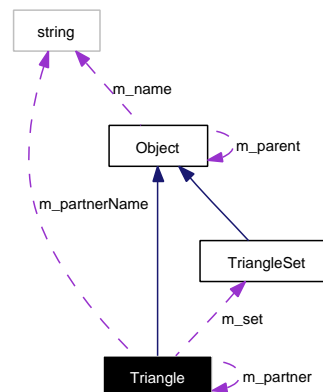 string
m_name
Object
m_parent
m_partnerName
TriangleSet
m_set
Triangle
m_partner